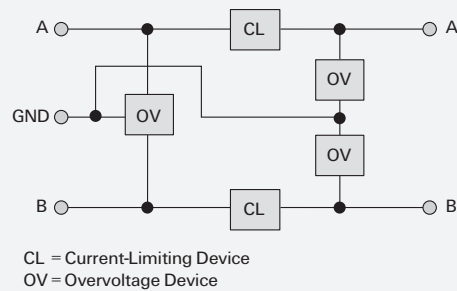 A CL A
OV
GND OV
OV
B CL B
CL = Current-Limiting Device
OV = Overvoltage Device